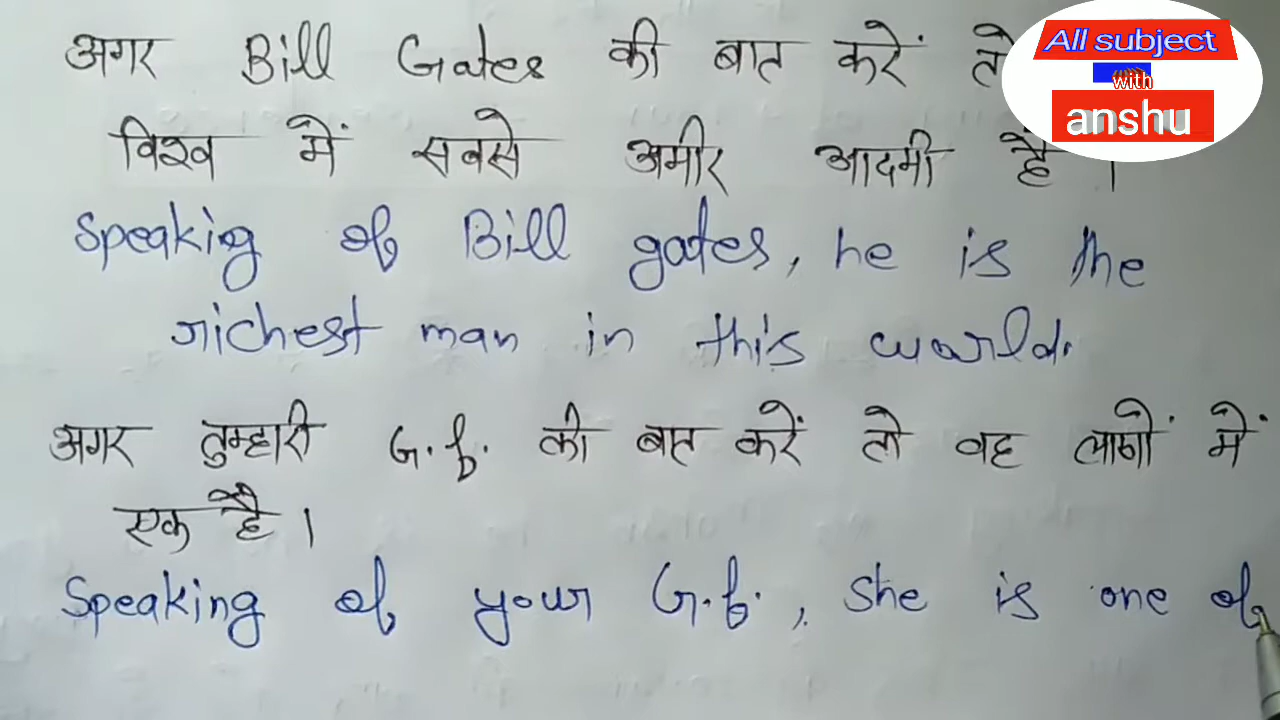 अगर Bill Gates की बात करें तो
विश्व में सबसे अमीर आदमी हैं ।
Speaking of Bill gates, he is the
richest man in this world.
अगर तुम्हारी G.f. की बात करें तो वह लाखों में
एक है ।
Speaking of your G.f., She is one of
All subject
with
anshu